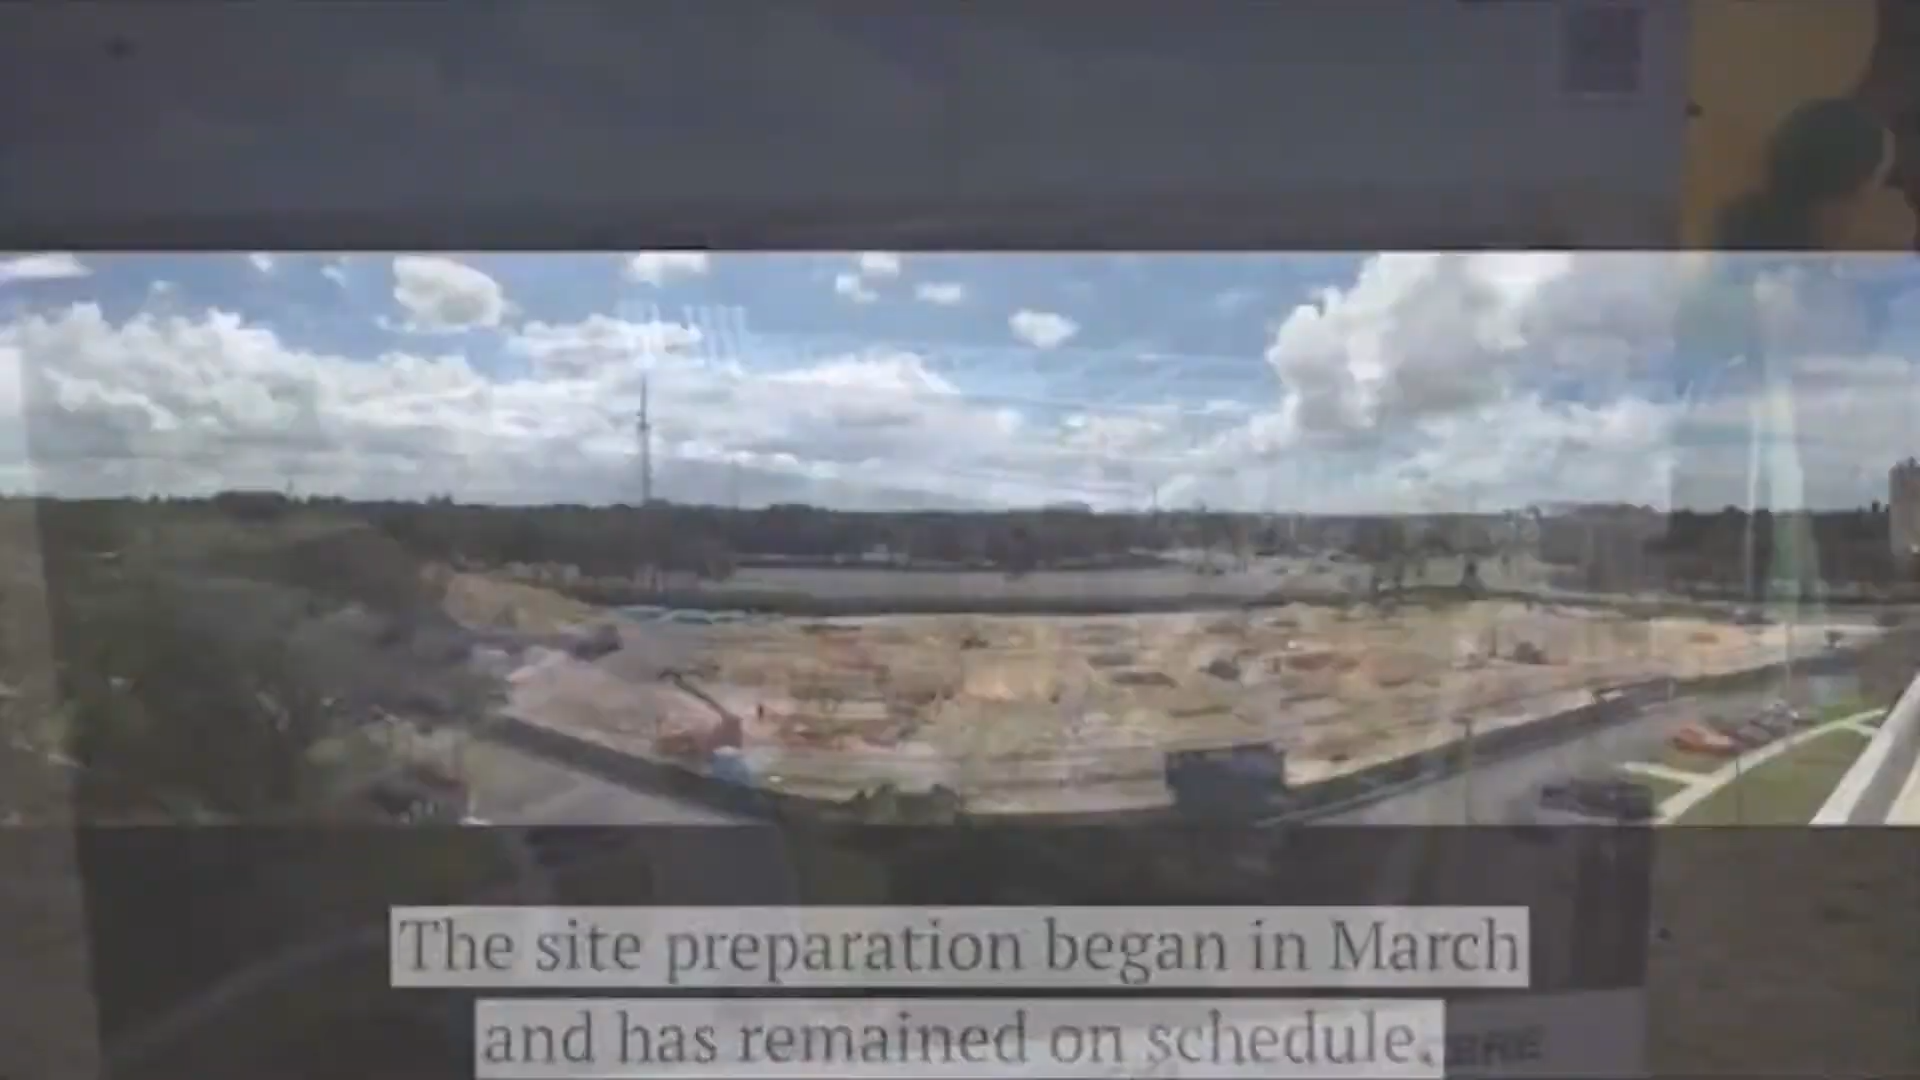 The site preparation began in March
and has remained on schedule.